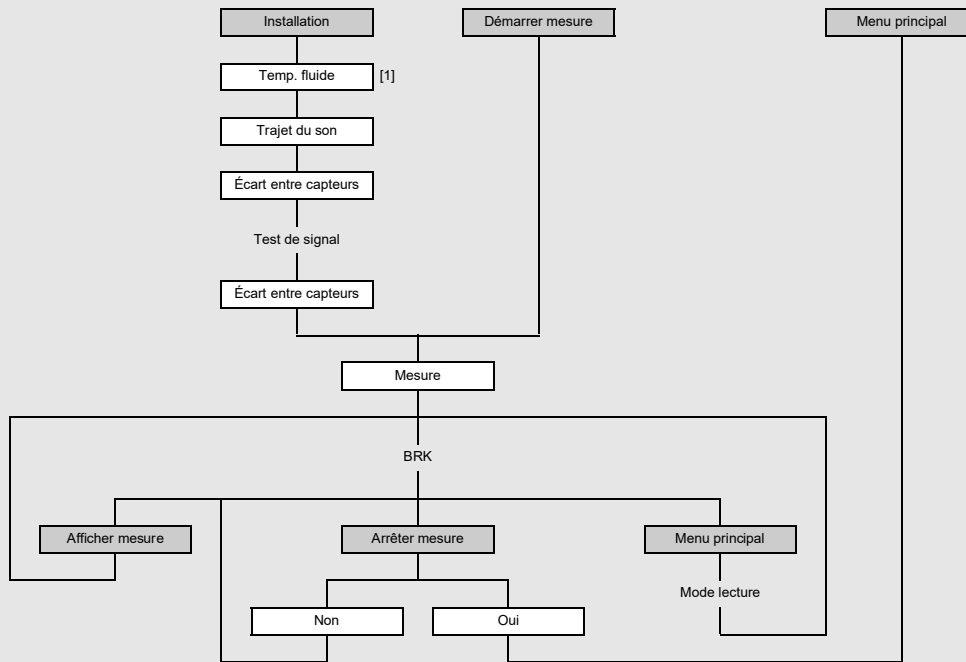 Installation
Démarrer mesure
Menu principal
Temp. fluide
[1]
Trajet du son
Écart entre capteurs
Test de signal
Écart entre capteurs
Mesure
BRK
Afficher mesure
Arrêter mesure
Menu principal
Mode lecture
Non
Oui